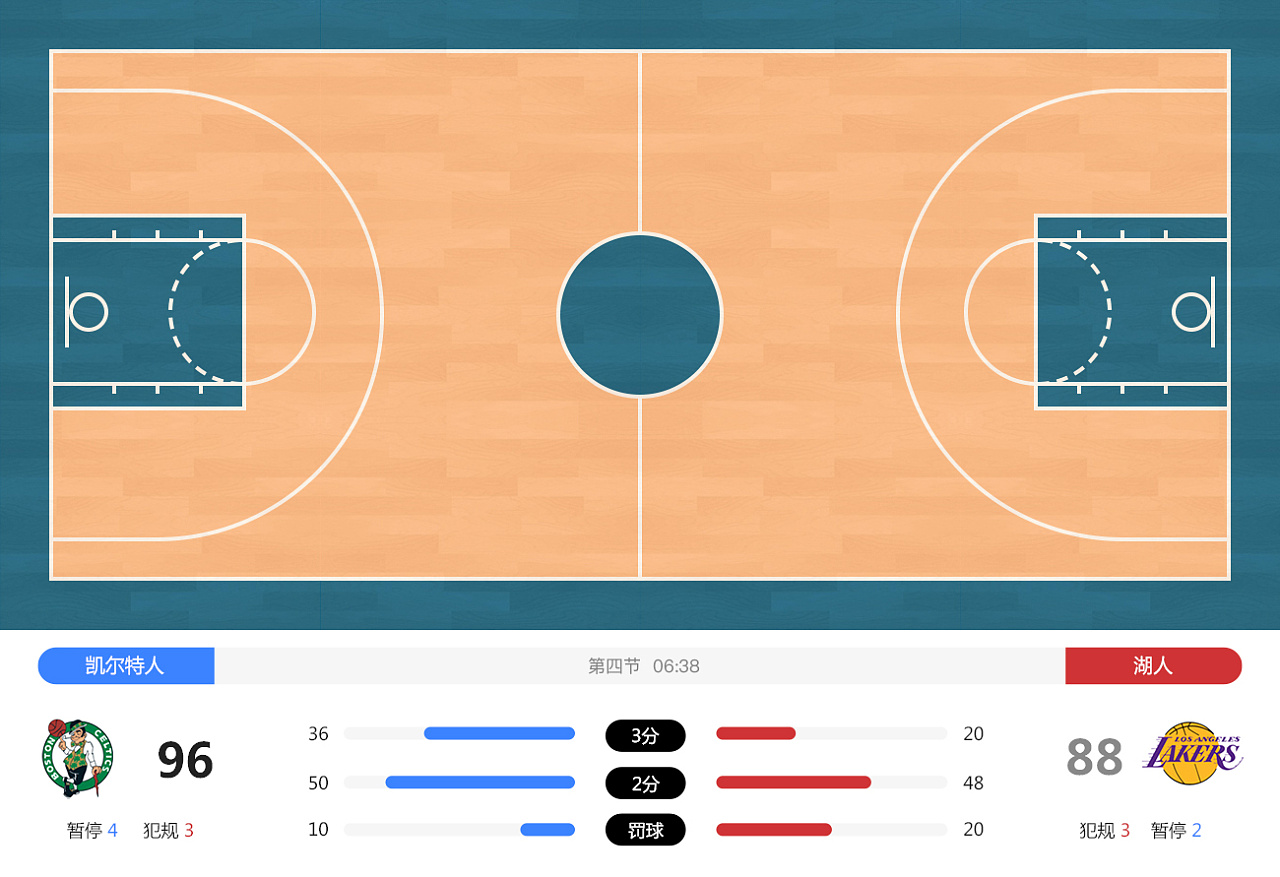 凯尔特人 第四节 06:38 湖人
BOSTON CELTICS 96 88 LOS ANGELES LAKERS
36 3分 20
50 2分 48
10 罚球 20
暂停 4 犯规 3 犯规 3 暂停 2